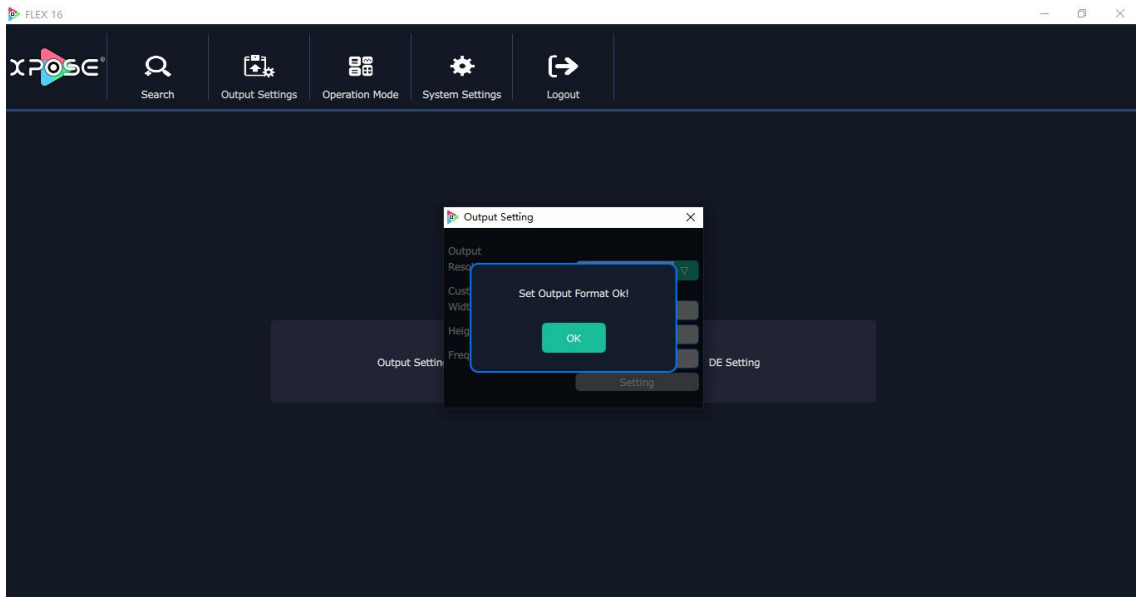 FLEX 16
XPOSE®
Search
Output Settings
Operation Mode
System Settings
Logout
Output Setting
Output
Set Output Format Ok!
OK
Setting
DE Setting